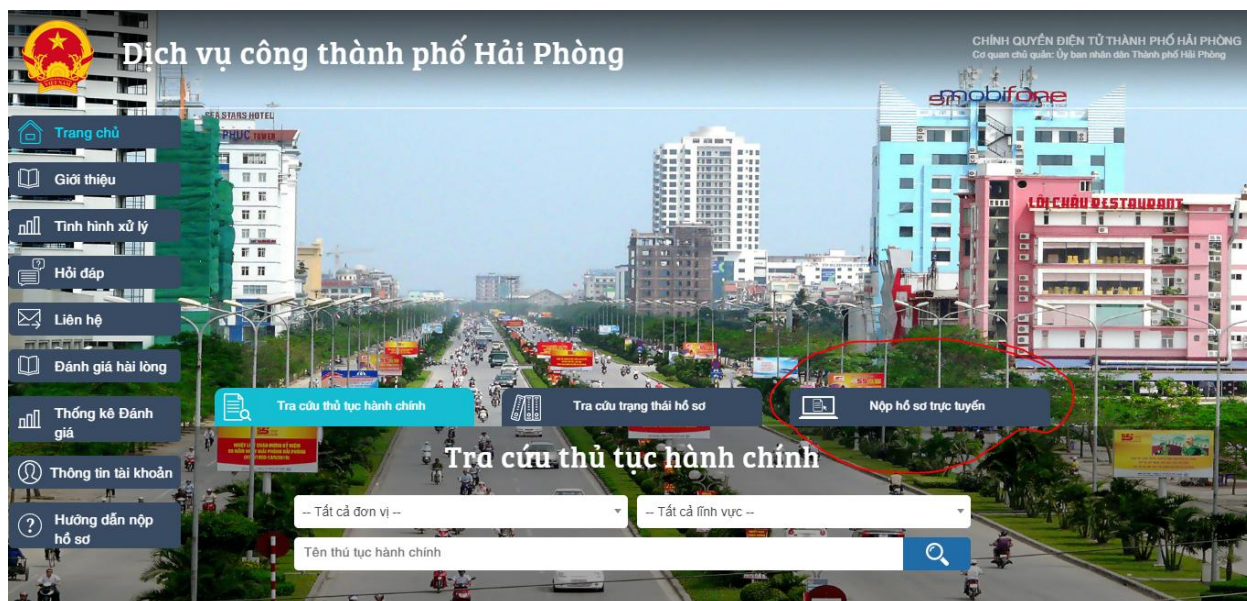 Dịch vụ công thành phố Hải Phòng
CHÍNH QUYỀN ĐIỆN TỬ THÀNH PHỐ HẢI PHÒNG
Cơ quan chủ quản: Ủy ban nhân dân Thành phố Hải Phòng
mobifone
SEA STARS HOTEL
PHUC TOWER
LÔI CHÂU RESTAURANT
Trang chủ
Giới thiệu
Tình hình xử lý
Hỏi đáp
Liên hệ
Đánh giá hài lòng
Thống kê Đánh
giá
Thông tin tài khoản
Hướng dẫn nộp
hồ sơ
Tra cứu thủ tục hành chính
Tra cứu trạng thái hồ sơ
Nộp hồ sơ trực tuyến
Tra cứu thủ tục hành chính
-- Tất cả đơn vị --
-- Tất cả lĩnh vực --
Tên thú tục hành chính